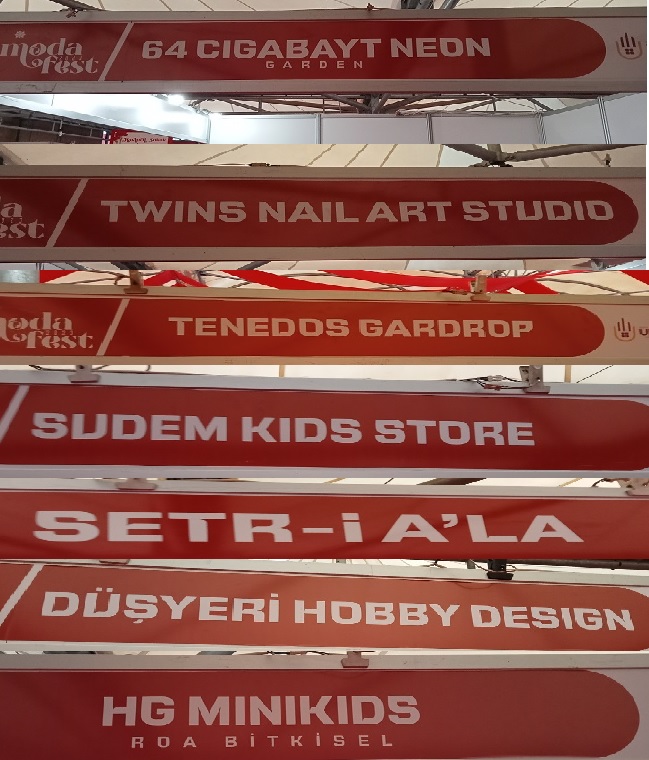 moda
fest
64 CIGABAYT NEON
GARDEN
TWINS NAIL ART STUDIO
moda
fest
TENEDOS GARDROP
SUDEM KIDS STORE
SETR-İ A'LA
DÜŞYERİ HOBBY DESIGN
HG MINIKIDS
ROA BİTKİSEL